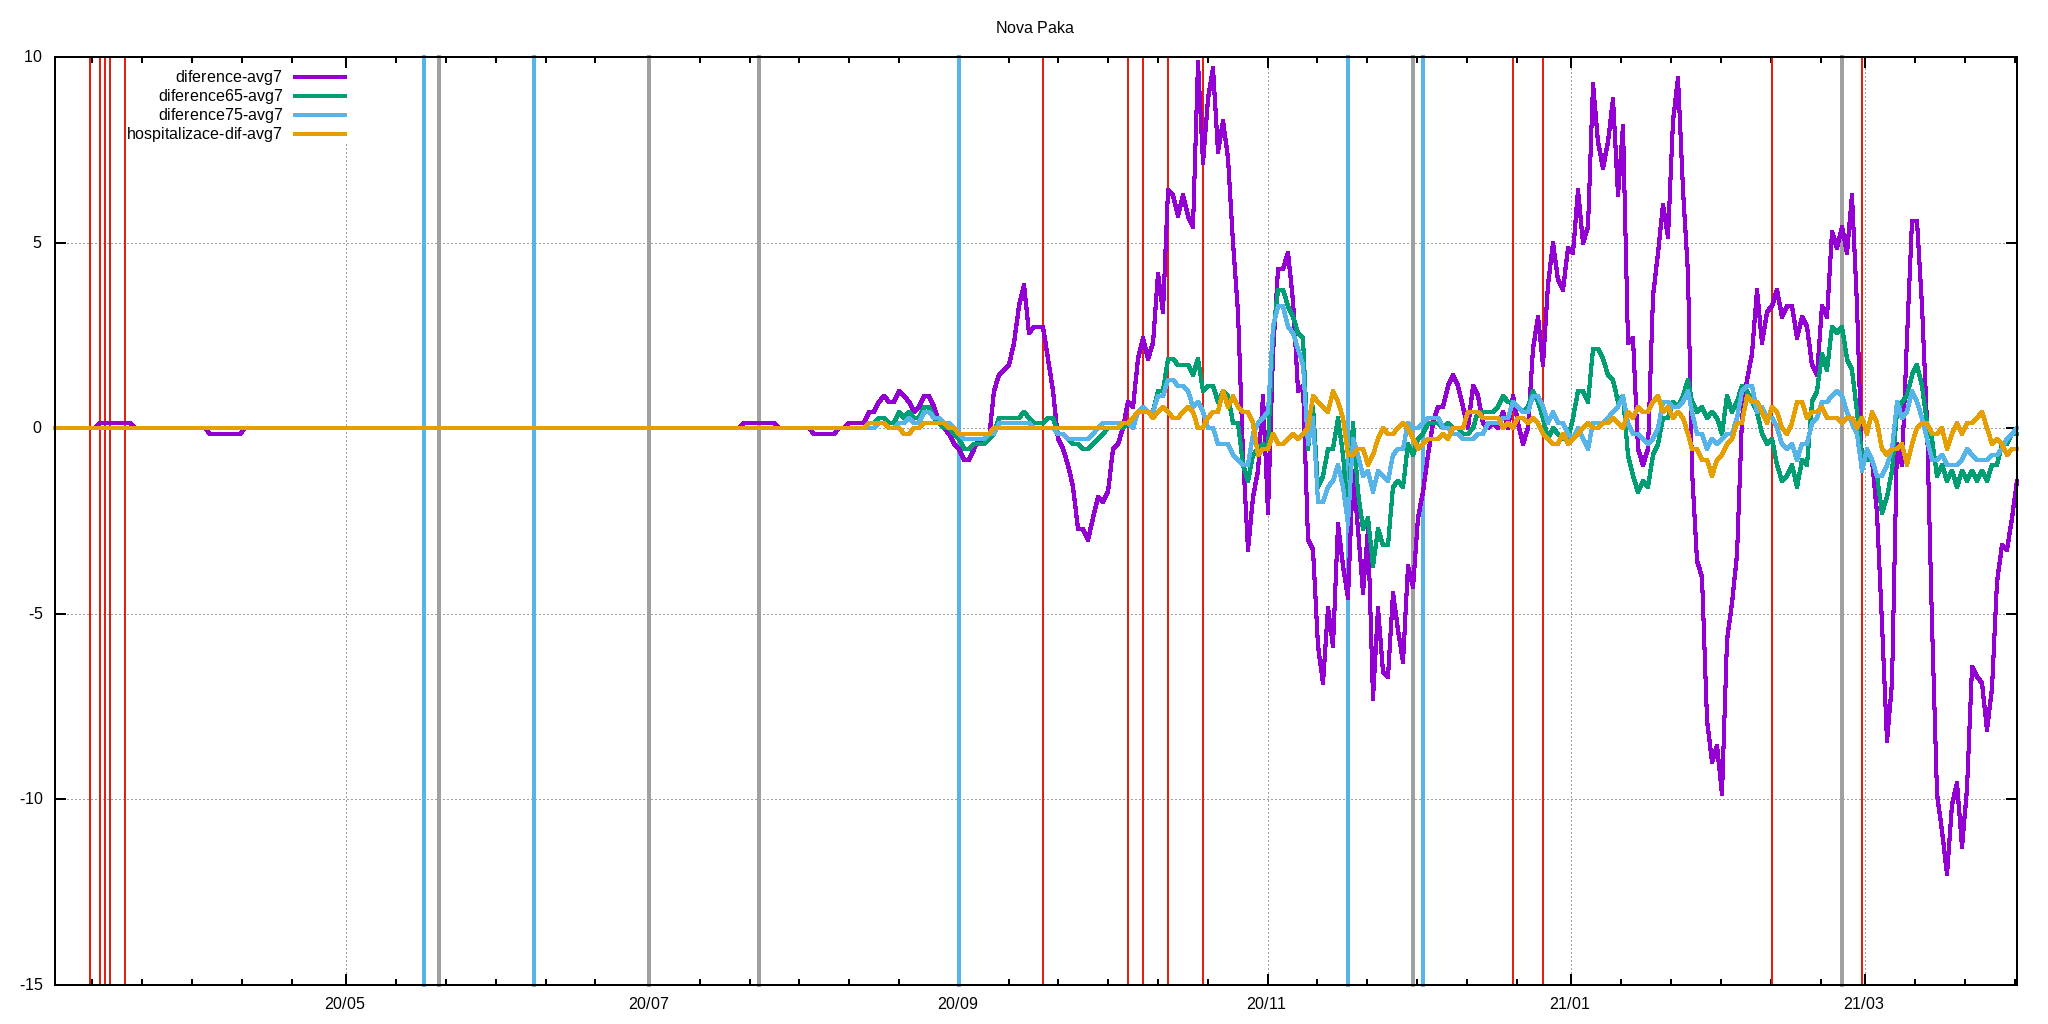 Nova Paka
10
5
0
-5
-10
-15
diference-avg7
diference65-avg7
diference75-avg7
hospitalizace-dif-avg7
20/05
20/07
20/09
20/11
21/01
21/03